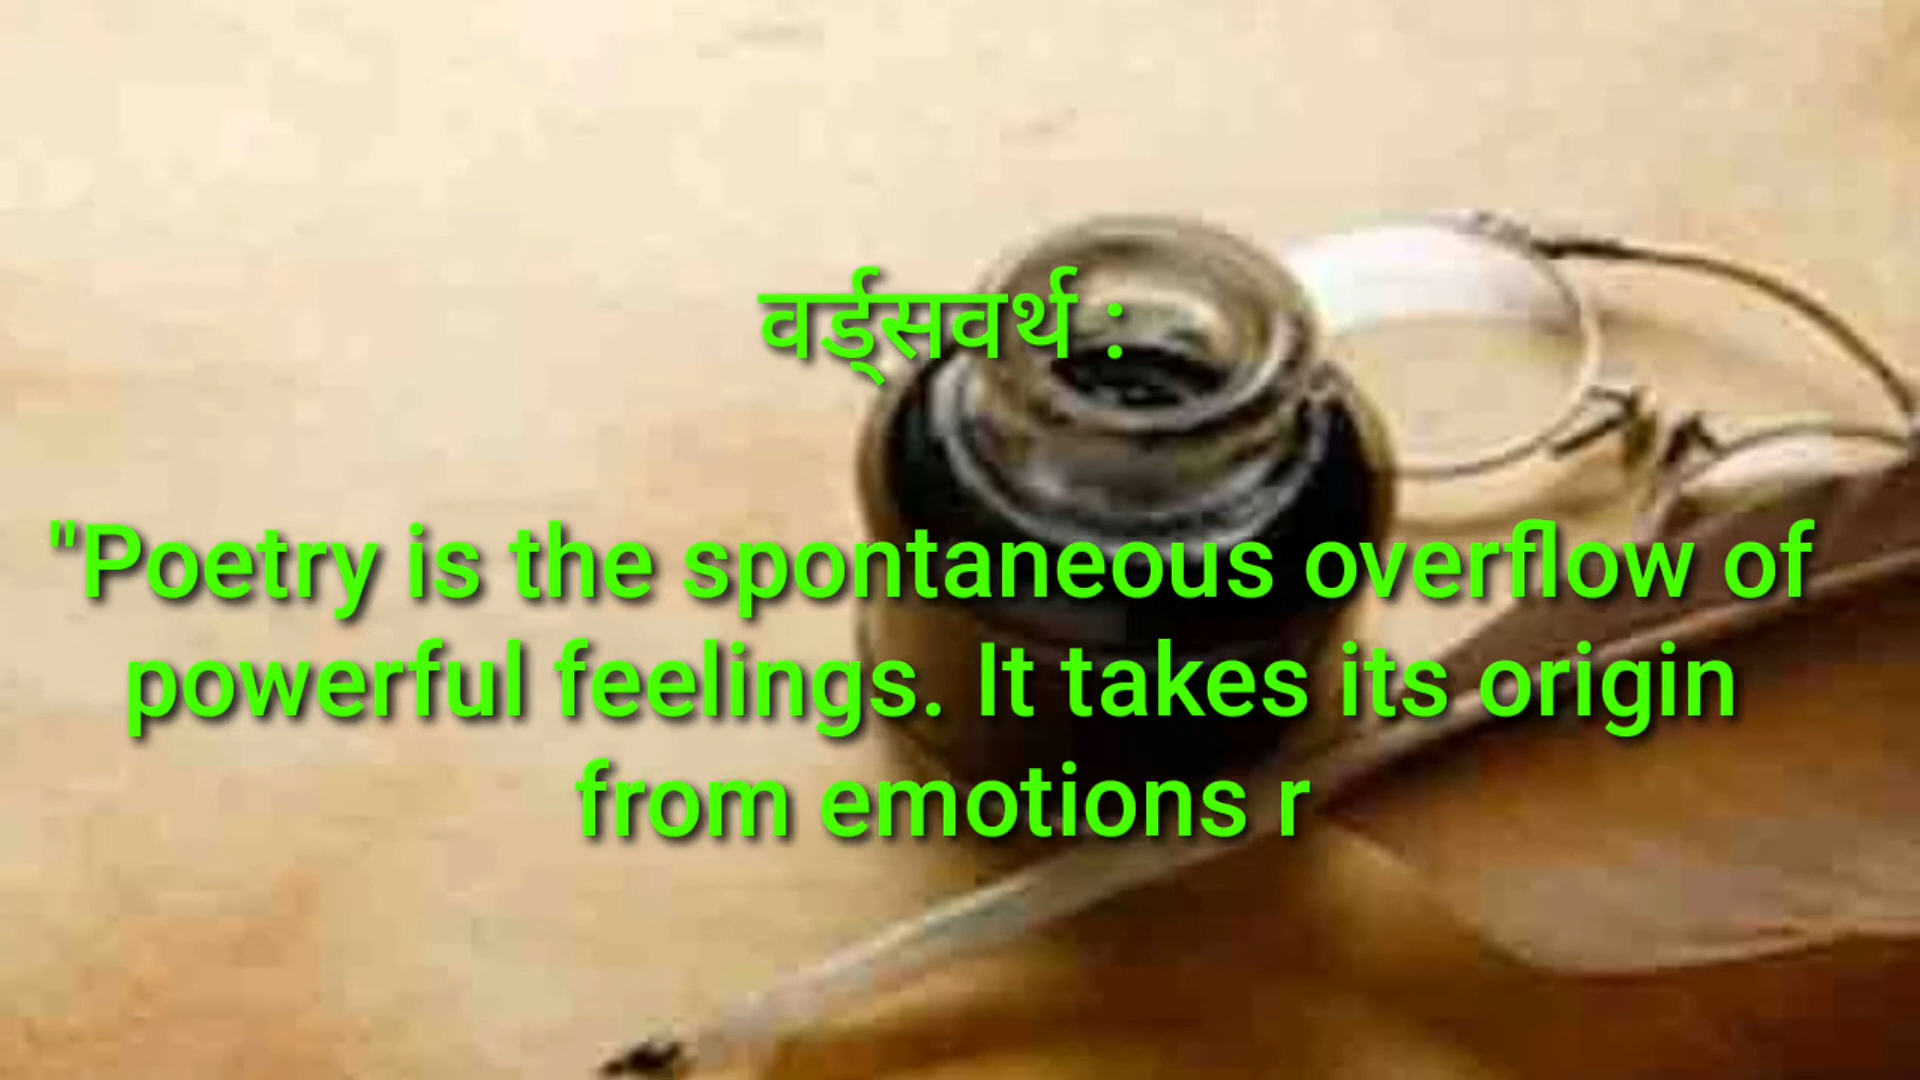 वर्ड्सवर्थ :
"Poetry is the spontaneous overflow of
powerful feelings. It takes its origin
from emotions r